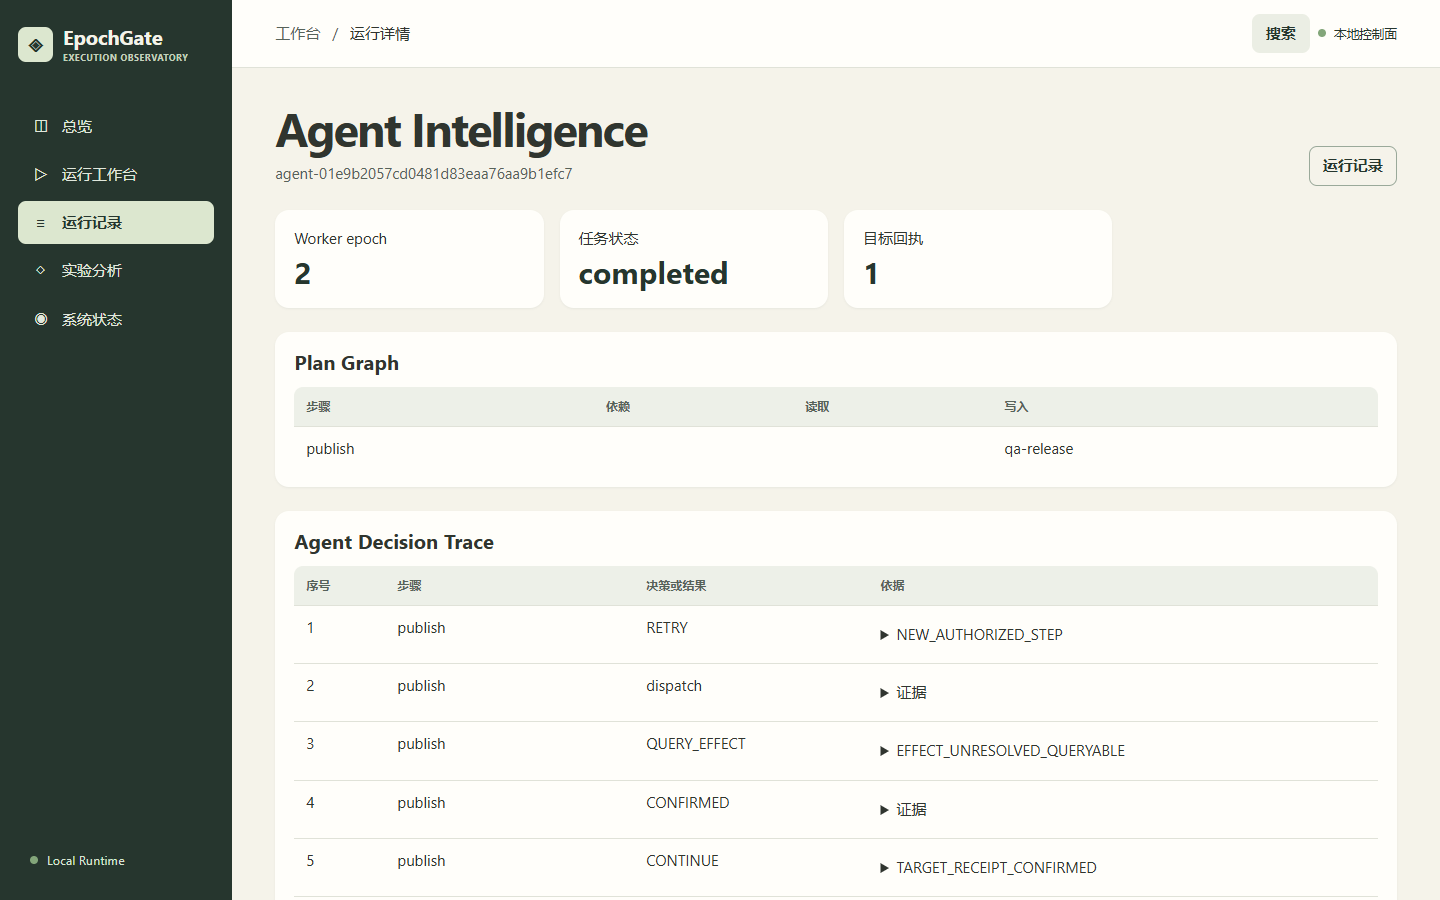 EpochGate
EXECUTION OBSERVATORY
总览
运行工作台
运行记录
实验分析
系统状态
Local Runtime
工作台 / 运行详情
搜索
本地控制面
Agent Intelligence
agent-01e9b2057cd0481d83eaa76aa9b1efc7
运行记录
Worker epoch
2
任务状态
completed
目标回执
1
Plan Graph
步骤 依赖 读取 写入
publish qa-release
Agent Decision Trace
序号 步骤 决策或结果 依据
1 publish RETRY NEW_AUTHORIZED_STEP
2 publish dispatch 证据
3 publish QUERY_EFFECT EFFECT_UNRESOLVED_QUERYABLE
4 publish CONFIRMED 证据
5 publish CONTINUE TARGET_RECEIPT_CONFIRMED